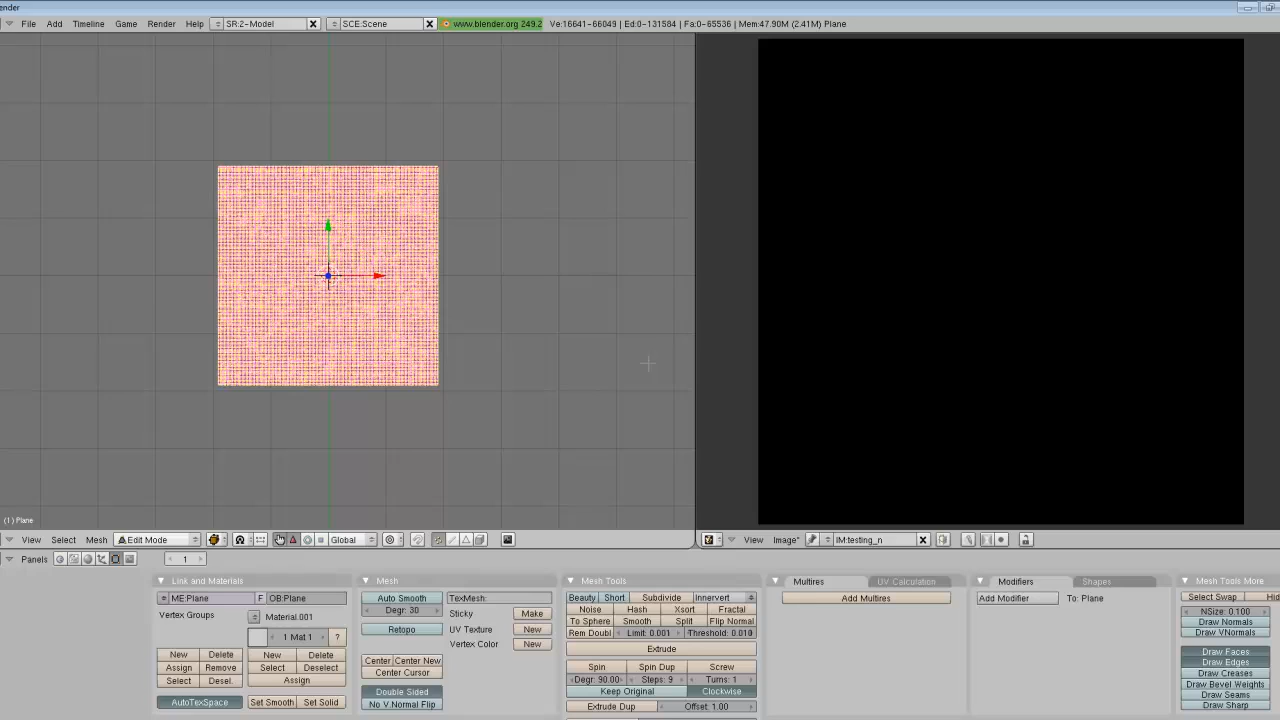 ender
File Add Timeline Game Render Help SR:2-Model SCE:Scene www.blender.org 249.2 Ve:16641-66049 | Ed:0-131584 | Fa:0-65536 | Mem:47.90M (2.41M) Plane
(1) Plane
View Select Mesh Edit Mode Global View Image* IM:testing_n
Panels 1
Link and Materials Mesh Mesh Tools Multires UV Calculation Modifiers Shapes Mesh Tools More
ME:Plane F OB:Plane Auto Smooth TexMesh: Beauty Short Subdivide Innervert Add Multires Add Modifier To: Plane Select Swap Hid
Vertex Groups Material.001 Degr: 30 Sticky Make Noise Hash Xsort Fractal NSize: 0.100
Retopo UV Texture New To Sphere Smooth Split Flip Normal Draw Normals
1 Mat 1 ? Vertex Color New Rem Doubl Limit: 0.001 Threshold: 0.010 Draw VNormals
New Delete New Delete Center Center New Extrude Draw Faces
Assign Remove Select Deselect Center Cursor Spin Spin Dup Screw Draw Edges
Select Desel. Assign Degr: 90.00 Steps: 9 Turns: 1 Draw Creases
Double Sided Keep Original Clockwise Draw Bevel Weights
AutoTexSpace Set Smooth Set Solid No V.Normal Flip Extrude Dup Offset: 1.00 Draw Seams
Draw Sharp